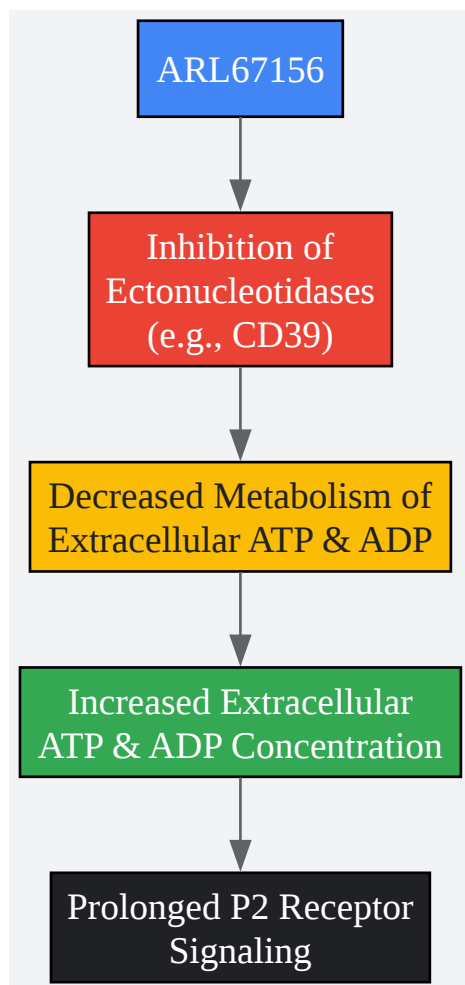 ARL67156
Inhibition of
Ectonucleotidases
(e.g., CD39)
Decreased Metabolism of
Extracellular ATP & ADP
Increased Extracellular
ATP & ADP Concentration
Prolonged P2 Receptor
Signaling